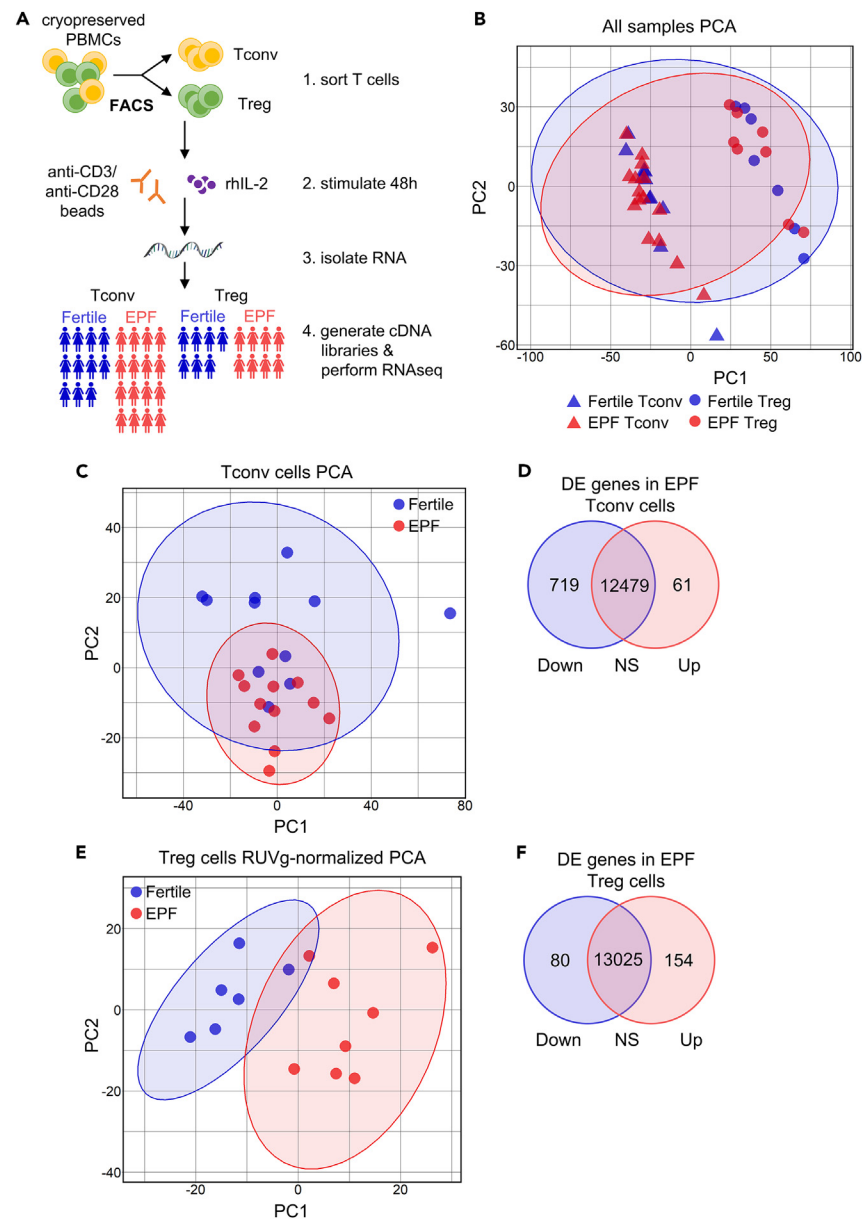 A
cryopreserved
PBMCs
FACS
Tconv
Treg
1. sort T cells
anti-CD3/
anti-CD28
beads
rhIL-2
2. stimulate 48h
3. isolate RNA
Tconv
Treg
Fertile
EPF
Fertile
EPF
4. generate cDNA
libraries &
perform RNAseq
B
All samples PCA
PC2
30
0
-30
-60
-100
-50
0
50
100
PC1
Fertile Tconv
Fertile Treg
EPF Tconv
EPF Treg
C
Tconv cells PCA
Fertile
EPF
PC2
40
20
0
-20
-40
0
40
80
PC1
D
DE genes in EPF
Tconv cells
719
12479
61
Down
NS
Up
E
Treg cells RUVg-normalized PCA
Fertile
EPF
PC2
20
0
-20
-40
-20
0
20
PC1
F
DE genes in EPF
Treg cells
80
13025
154
Down
NS
Up